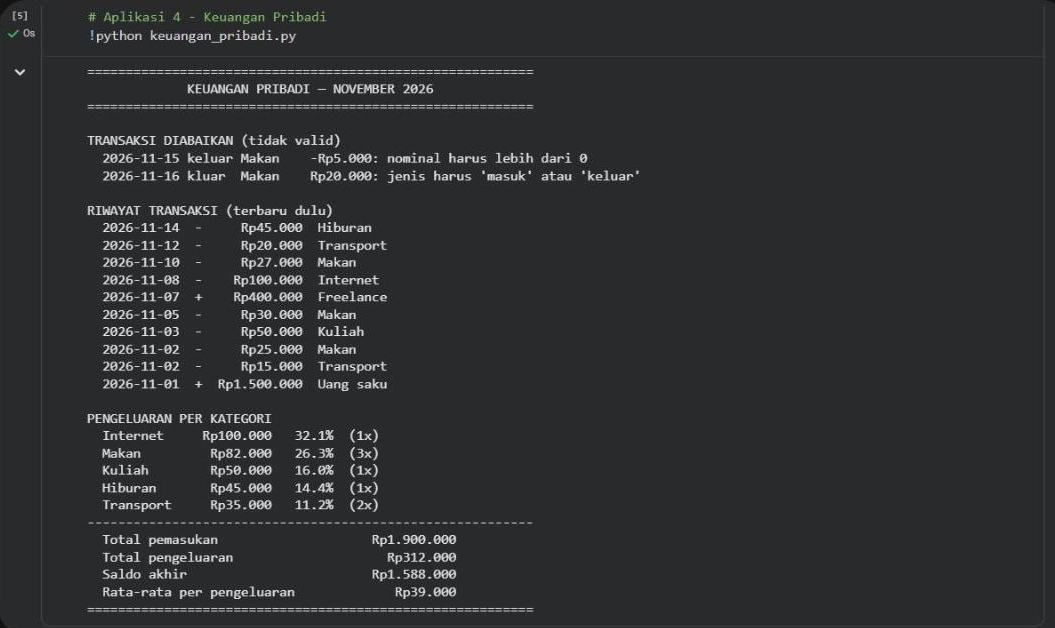 [5]
0s
# Aplikasi 4 - Keuangan Pribadi
!python keuangan_pribadi.py
==========================================================
KEUANGAN PRIBADI — NOVEMBER 2026
==========================================================
TRANSAKSI DIABAIKAN (tidak valid)
2026-11-15 keluar Makan    -Rp5.000: nominal harus lebih dari 0
2026-11-16 kluar  Makan    Rp20.000: jenis harus 'masuk' atau 'keluar'
RIWAYAT TRANSAKSI (terbaru dulu)
2026-11-14  -     Rp45.000  Hiburan
2026-11-12  -     Rp20.000  Transport
2026-11-10  -     Rp27.000  Makan
2026-11-08  -    Rp100.000  Internet
2026-11-07  +    Rp400.000  Freelance
2026-11-05  -     Rp30.000  Makan
2026-11-03  -     Rp50.000  Kuliah
2026-11-02  -     Rp25.000  Makan
2026-11-02  -     Rp15.000  Transport
2026-11-01  +  Rp1.500.000  Uang saku
PENGELUARAN PER KATEGORI
Internet     Rp100.000   32.1%  (1x)
Makan         Rp82.000   26.3%  (3x)
Kuliah        Rp50.000   16.0%  (1x)
Hiburan       Rp45.000   14.4%  (1x)
Transport     Rp35.000   11.2%  (2x)
----------------------------------------------------------
Total pemasukan                    Rp1.900.000
Total pengeluaran                    Rp312.000
Saldo akhir                        Rp1.588.000
Rata-rata per pengeluaran             Rp39.000
==========================================================